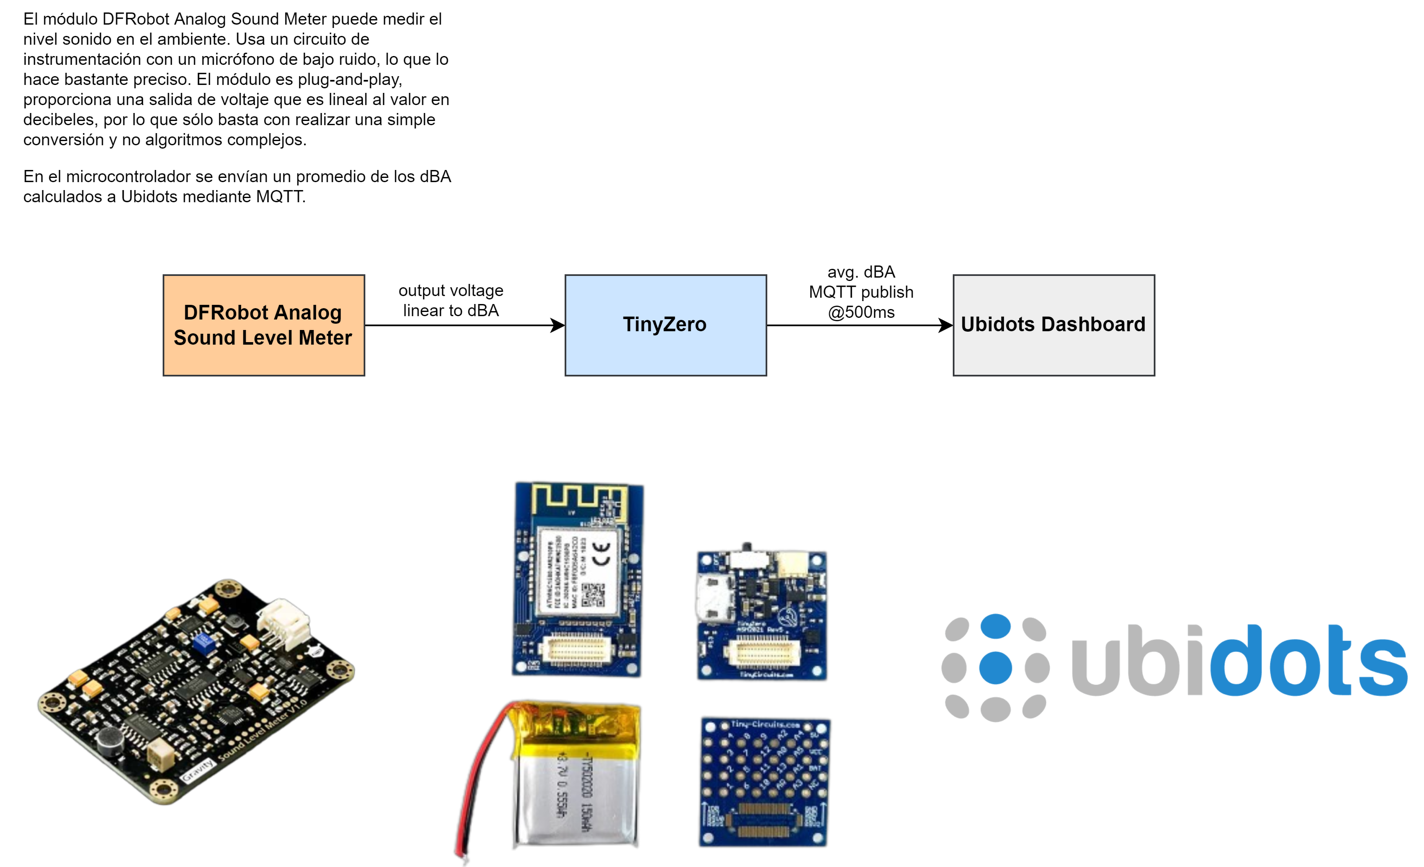 El módulo DFRobot Analog Sound Meter puede medir el
nivel sonido en el ambiente. Usa un circuito de
instrumentación con un micrófono de bajo ruido, lo que lo
hace bastante preciso. El módulo es plug-and-play,
proporciona una salida de voltaje que es lineal al valor en
decibeles, por lo que sólo basta con realizar una simple
conversión y no algoritmos complejos.
En el microcontrolador se envían un promedio de los dBA
calculados a Ubidots mediante MQTT.
DFRobot Analog
Sound Level Meter
output voltage
linear to dBA
TinyZero
avg. dBA
MQTT publish
@500ms
Ubidots Dashboard
Gravity
Sound Level Meter V1.0
TinyZero
TinyCircuits.com
+3.7V 0.555Wh
Tiny-Circuits.com
5V
VCC
BAT
NC
ubidots